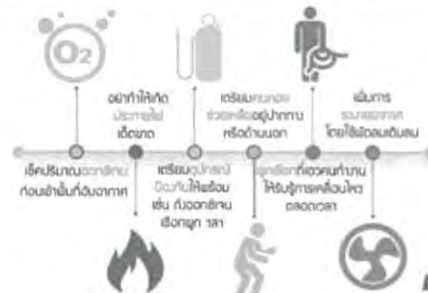 O2
อย่าทำให้เกิด
ประกายไฟ
เด็ดขาด
เตรียมคนคอย
ช่วยเหลืออยู่ปากทาง
หรือด้านนอก
เพิ่มการ
ระบายอากาศ
โดยใช้พัดลมเติมลม
เช็คปริมาณออกซิเจน
ก่อนเข้าพื้นที่อับอากาศ
เตรียมอุปกรณ์
ป้องกันให้พร้อม
เช่น ถังออกซิเจน
เชือกผูก ฯลฯ
ผูกเชือกที่เอวคนทำงาน
ให้รับรู้การเคลื่อนไหว
ตลอดเวลา